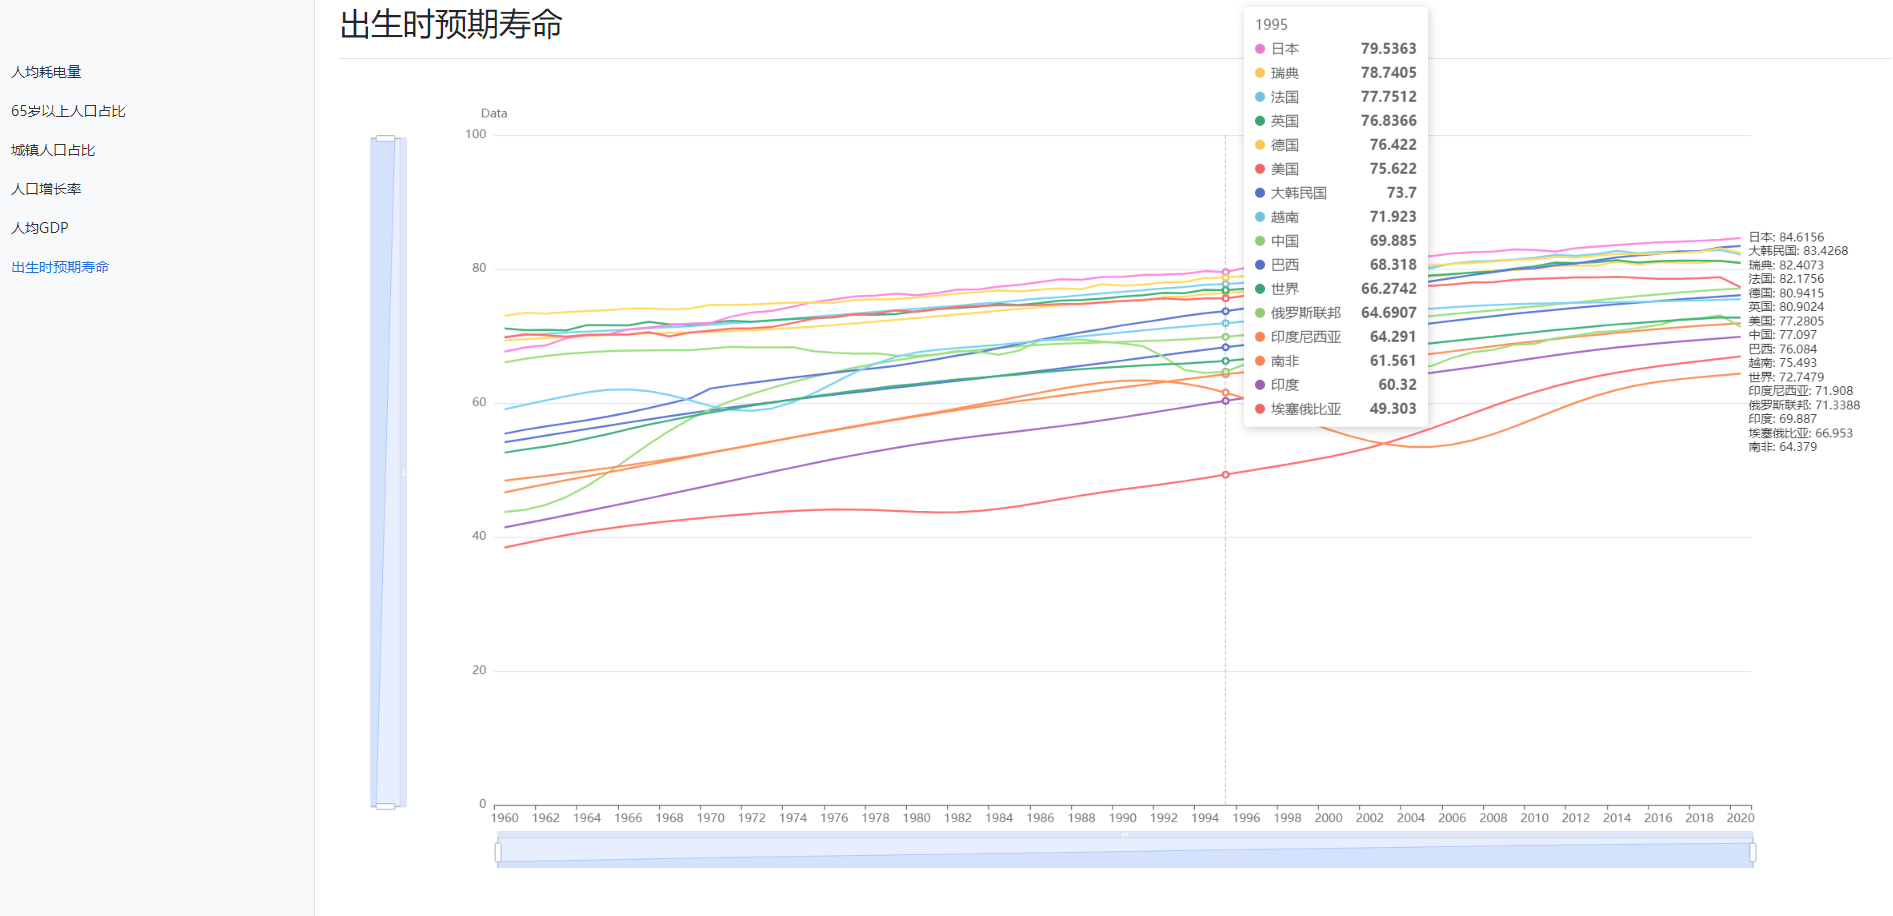 出生时预期寿命
人均耗电量
65岁以上人口占比
城镇人口占比
人口增长率
人均GDP
出生时预期寿命
Data
100
80
60
40
20
0
1960 1962 1964 1966 1968 1970 1972 1974 1976 1978 1980 1982 1984 1986 1988 1990 1992 1994 1996 1998 2000 2002 2004 2006 2008 2010 2012 2014 2016 2018 2020
1995
日本 79.5363
瑞典 78.7405
法国 77.7512
英国 76.8366
德国 76.422
美国 75.622
大韩民国 73.7
越南 71.923
中国 69.885
巴西 68.318
世界 66.2742
俄罗斯联邦 64.6907
印度尼西亚 64.291
南非 61.561
印度 60.32
埃塞俄比亚 49.303
日本: 84.6156
大韩民国: 83.4268
瑞典: 82.4073
法国: 82.1756
德国: 80.9415
英国: 80.9024
美国: 77.2805
中国: 77.097
巴西: 76.084
越南: 75.493
世界: 72.7479
印度尼西亚: 71.908
俄罗斯联邦: 71.3388
印度: 69.887
埃塞俄比亚: 66.953
南非: 64.379